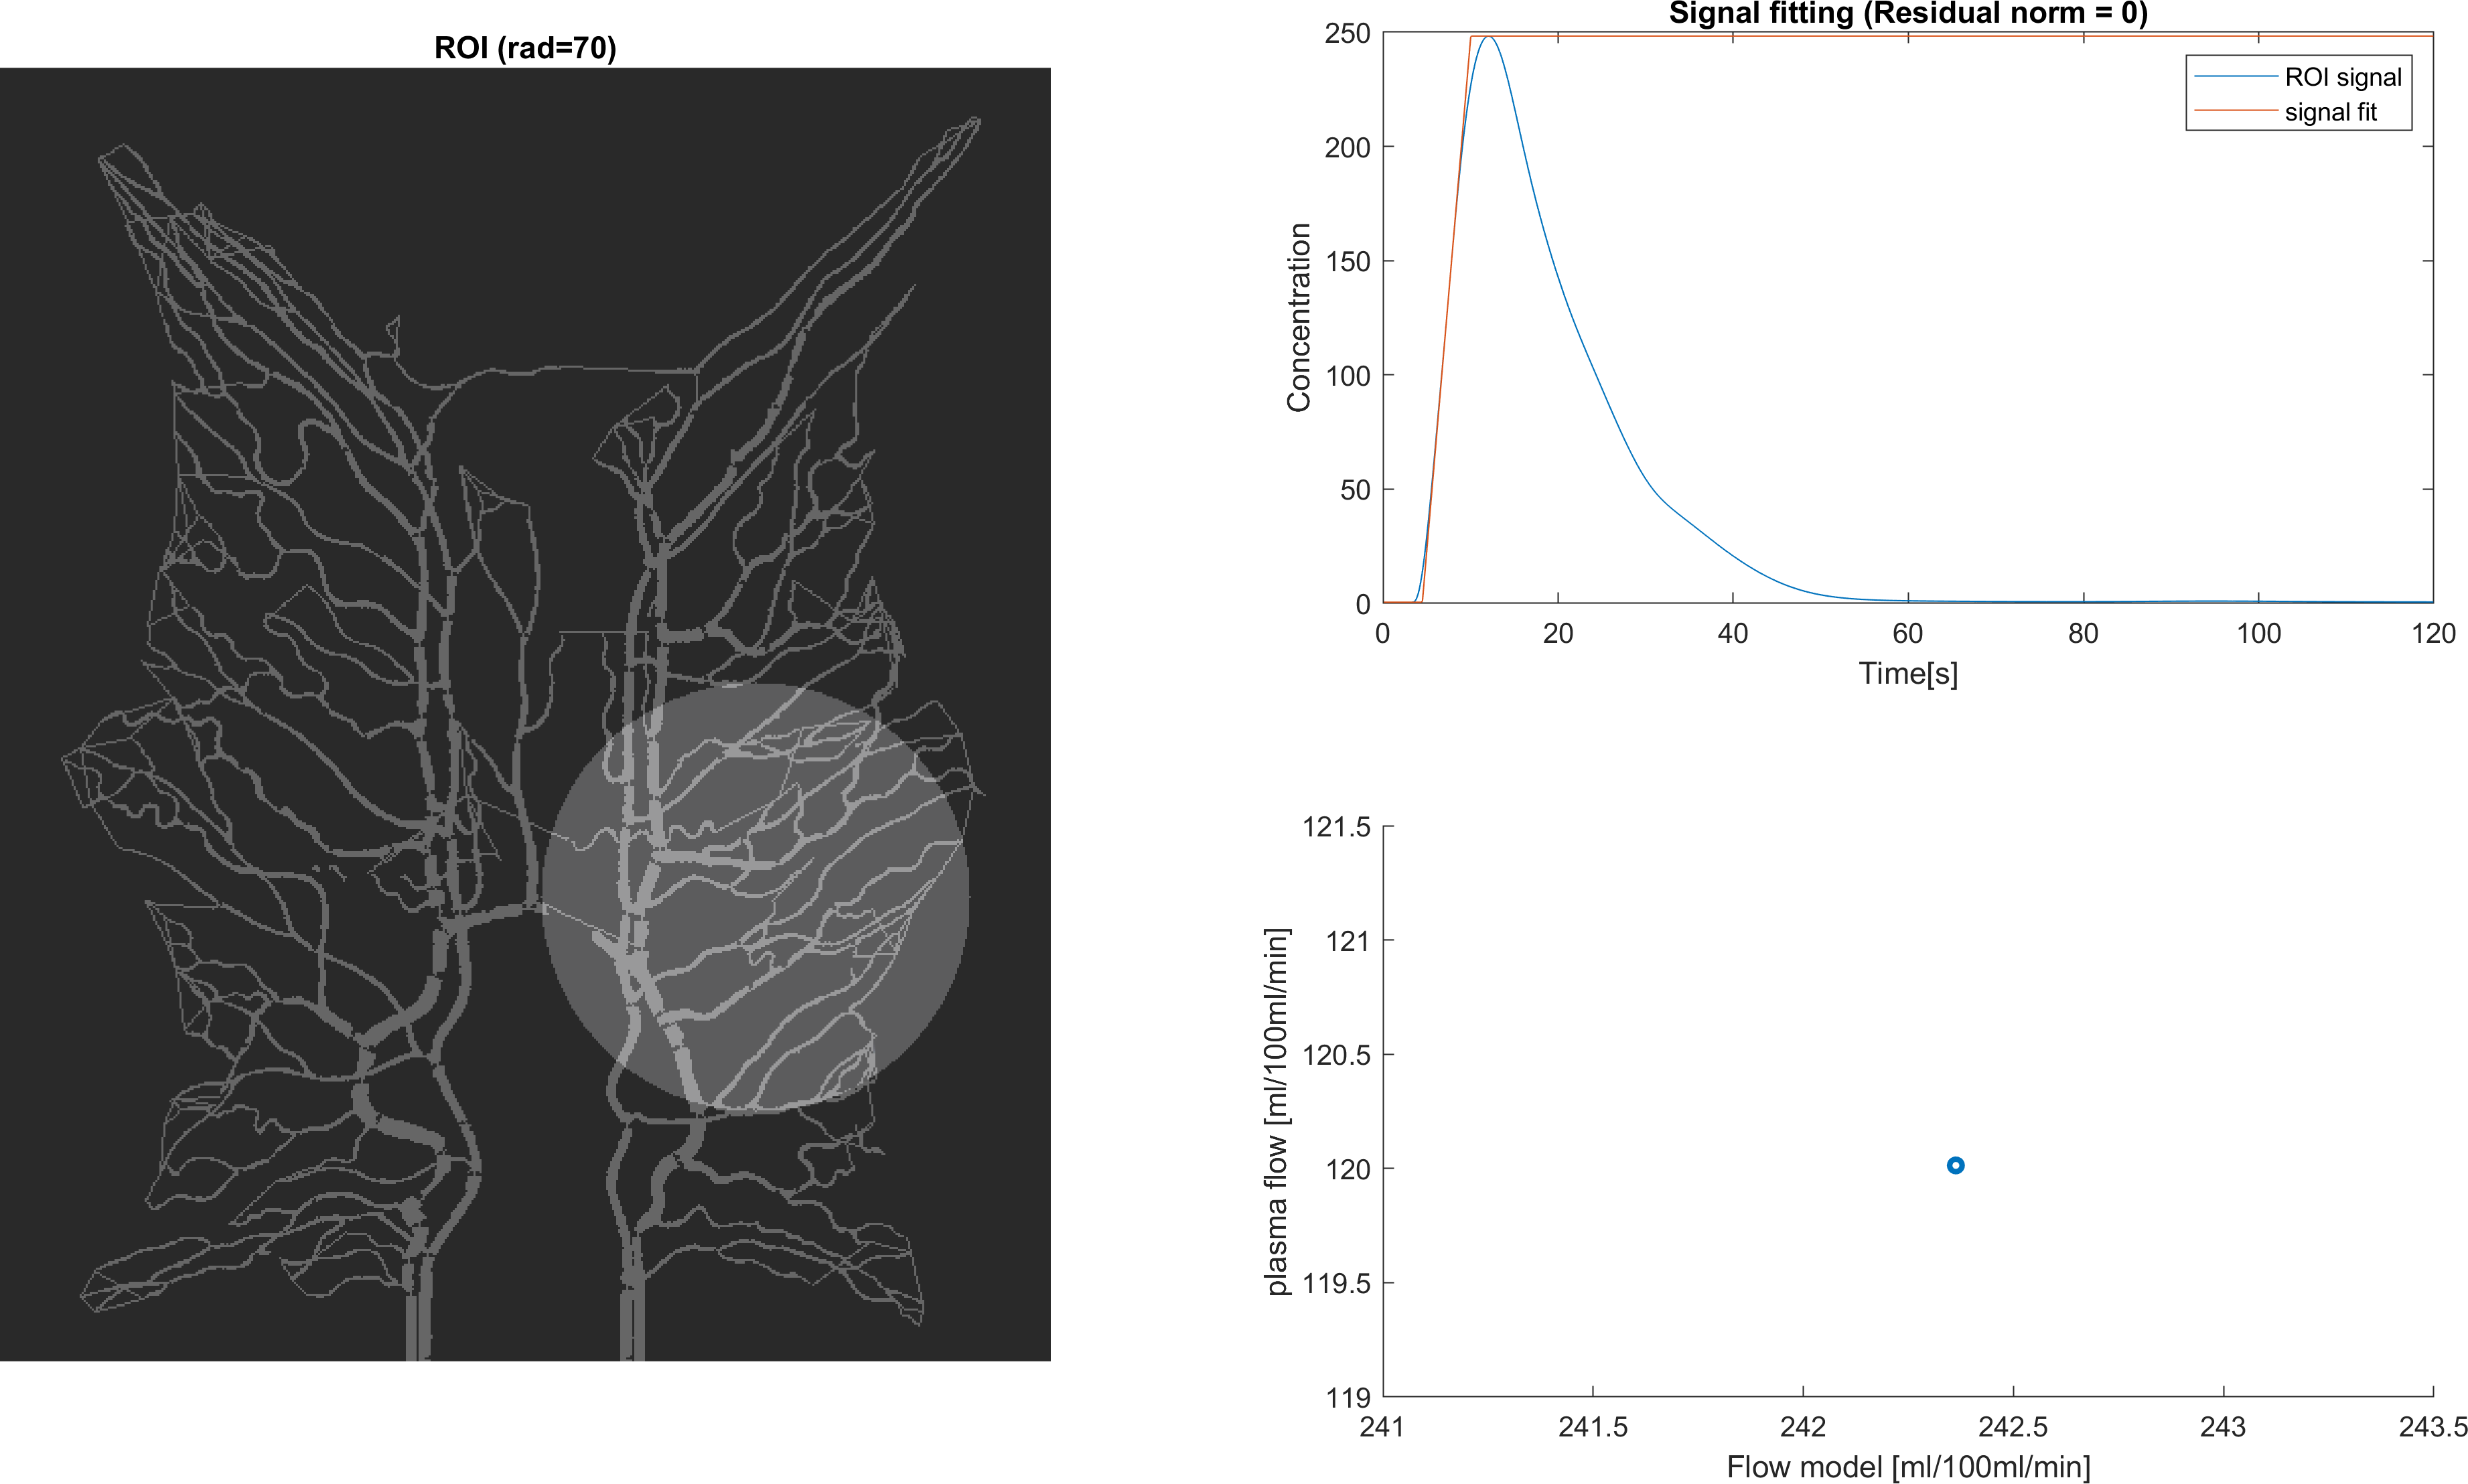 ROI (rad=70)
Signal fitting (Residual norm = 0)
250
200
150
100
50
0
Concentration
ROI signal
signal fit
0 20 40 60 80 100 120
Time[s]
121.5
121
120.5
120
119.5
119
plasma flow [ml/100ml/min]
241 241.5 242 242.5 243 243.5
Flow model [ml/100ml/min]